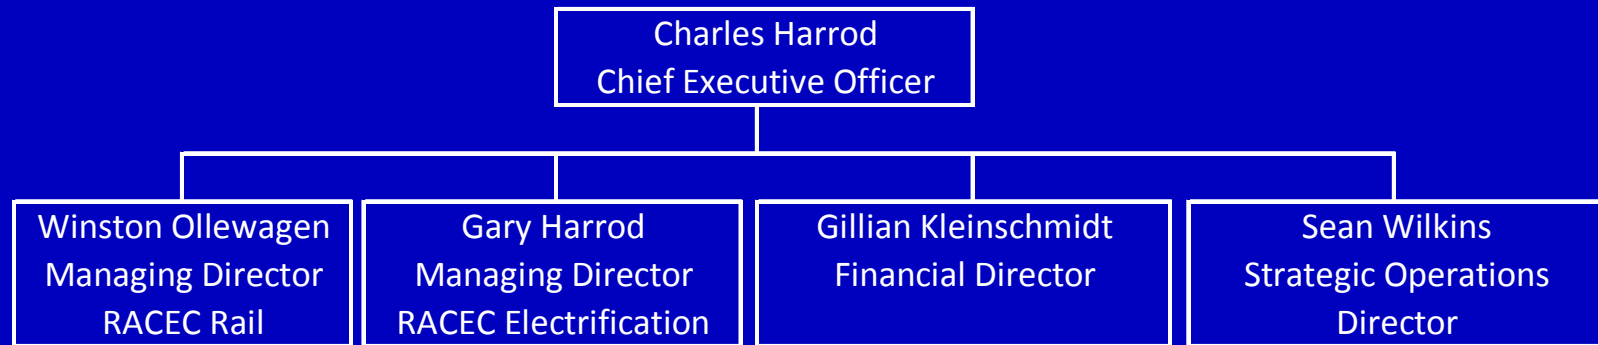 Charles Harrod
Chief Executive Officer
Winston Ollewagen
Managing Director
RACEC Rail
Gary Harrod
Managing Director
RACEC Electrification
Gillian Kleinschmidt
Financial Director
Sean Wilkins
Strategic Operations
Director